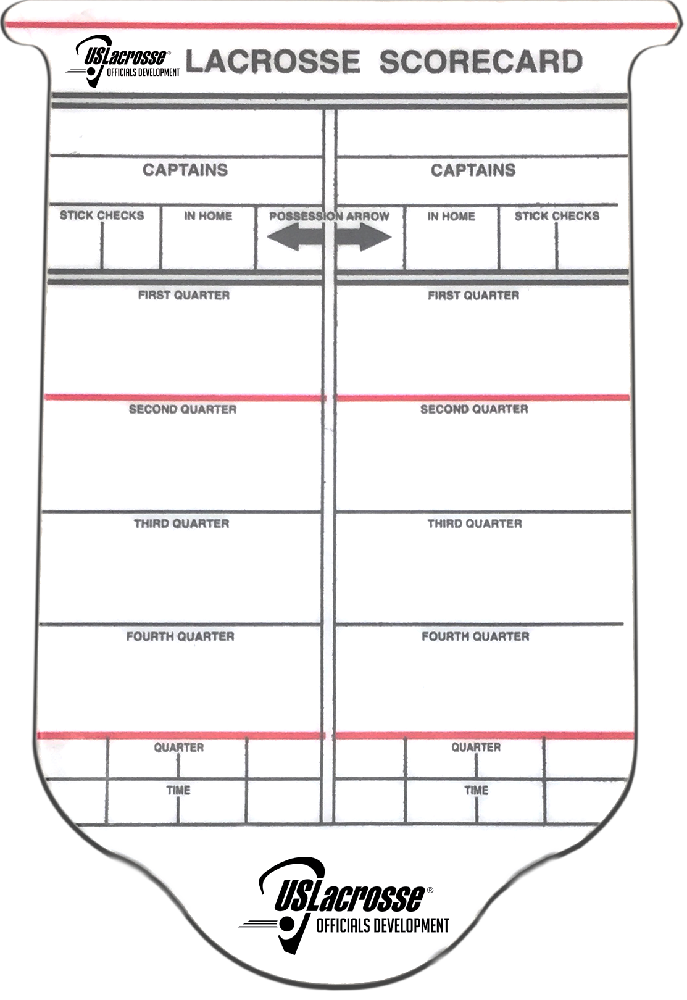 USLacrosse®
OFFICIALS DEVELOPMENT
LACROSSE SCORECARD
CAPTAINS CAPTAINS
STICK CHECKS IN HOME POSSESSION ARROW IN HOME STICK CHECKS
FIRST QUARTER FIRST QUARTER
SECOND QUARTER SECOND QUARTER
THIRD QUARTER THIRD QUARTER
FOURTH QUARTER FOURTH QUARTER
QUARTER QUARTER
TIME TIME
USLacrosse®
OFFICIALS DEVELOPMENT